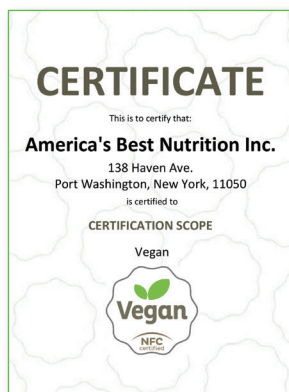 CERTIFICATE
This is to certify that:
America's Best Nutrition Inc.
138 Haven Ave.
Port Washington, New York, 11050
is certified to
CERTIFICATION SCOPE
Vegan
Vegan
NFC
certified